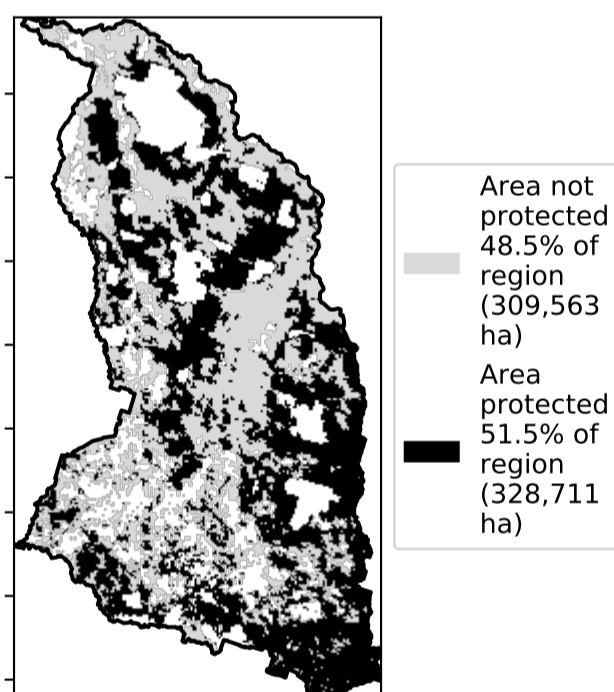 Area not
protected
48.5% of
region
(309,563
ha)
Area
protected
51.5% of
region
(328,711
ha)